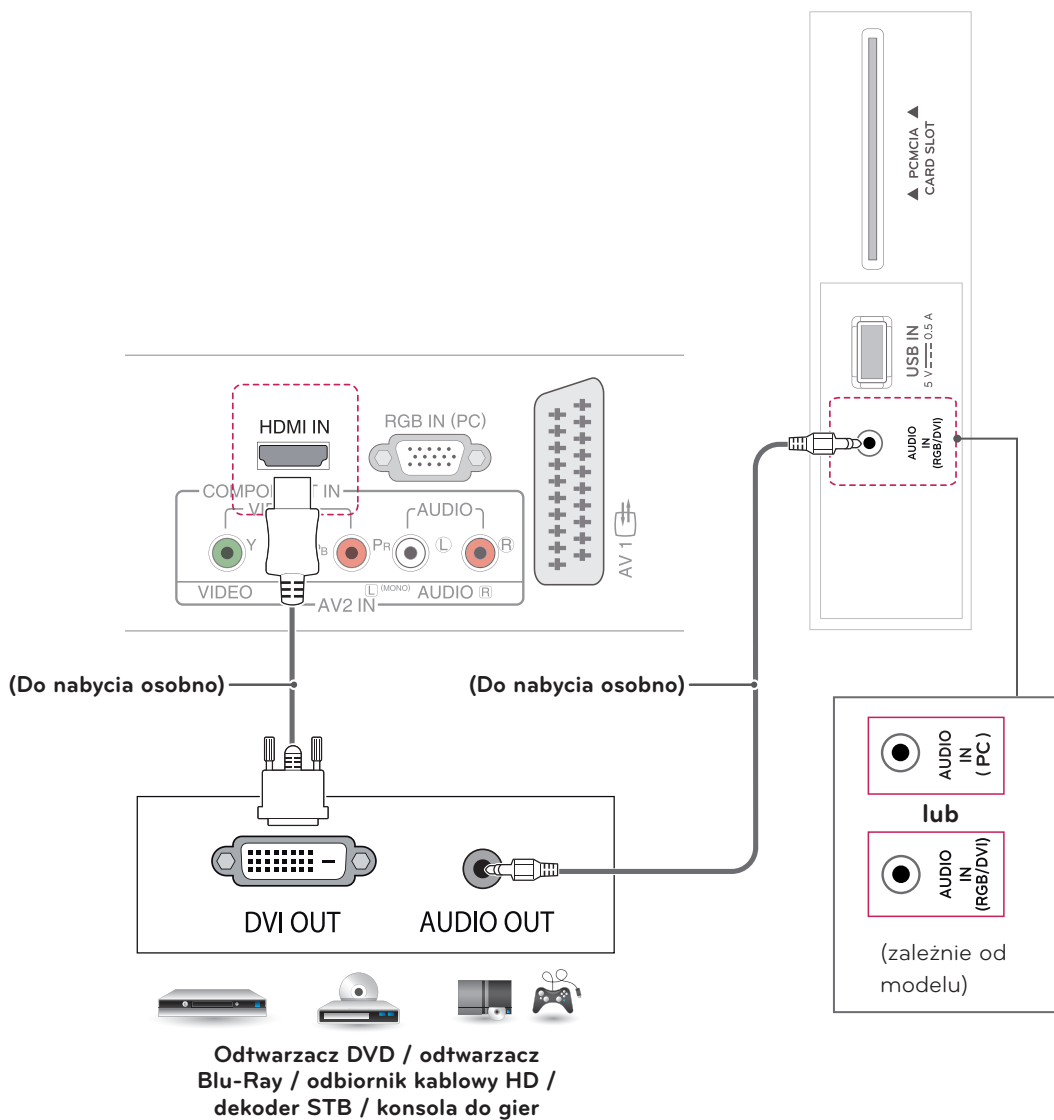 ▲ PCMCIA ▲
CARD SLOT
USB IN
5 V 0.5 A
AUDIO
IN
(RGB/DVI)
HDMI IN
RGB IN (PC)
COMPO T IN
VI
AUDIO
Y
B
PR
L
R
VIDEO
L (MONO) AUDIO R
AV2 IN
AV 1
(Do nabycia osobno)
(Do nabycia osobno)
AUDIO
IN
(PC)
lub
AUDIO
IN
(RGB/DVI)
(zależnie od
modelu)
DVI OUT
AUDIO OUT
Odtwarzacz DVD / odtwarzacz
Blu-Ray / odbiornik kablowy HD /
dekoder STB / konsola do gier